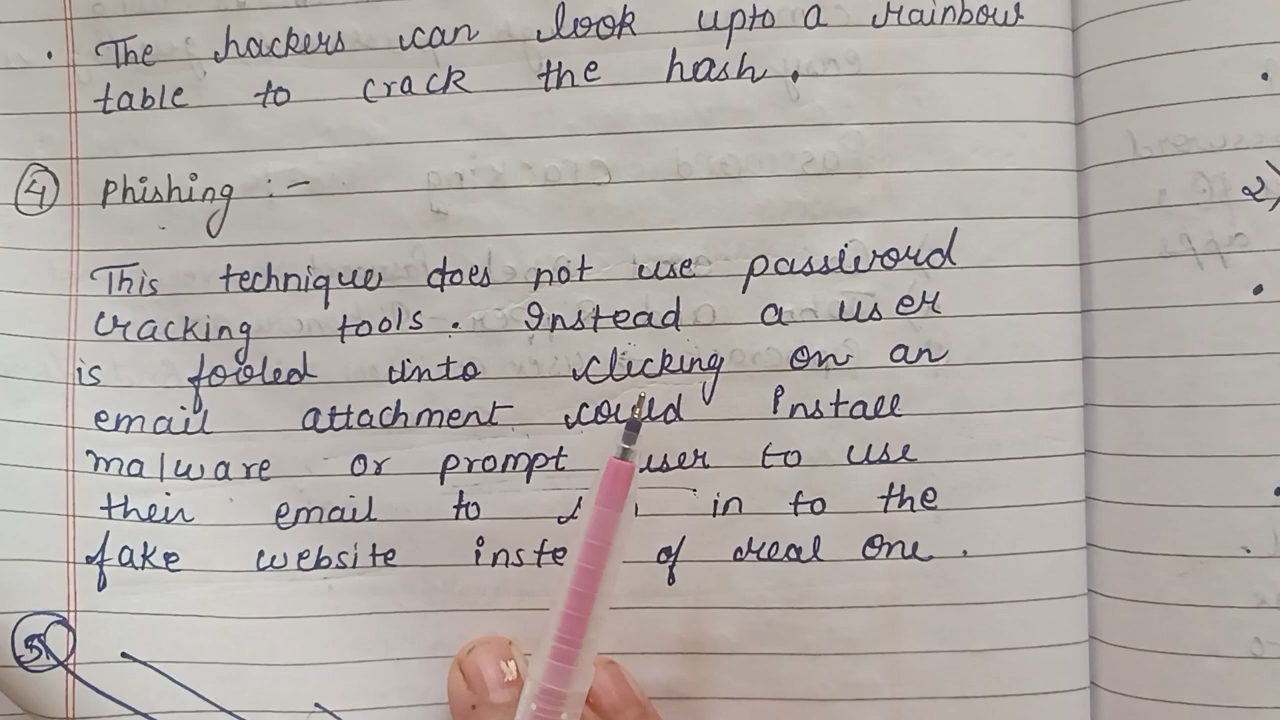 . The hackers can look upto a rainbow
table to crack the hash.
④ Phishing :-
This technique does not use password
cracking tools. Instead a user
is fooled into clicking on an
email attachment could install
malware or prompt user to use
their email to in to the
fake website of real one.
5
2)